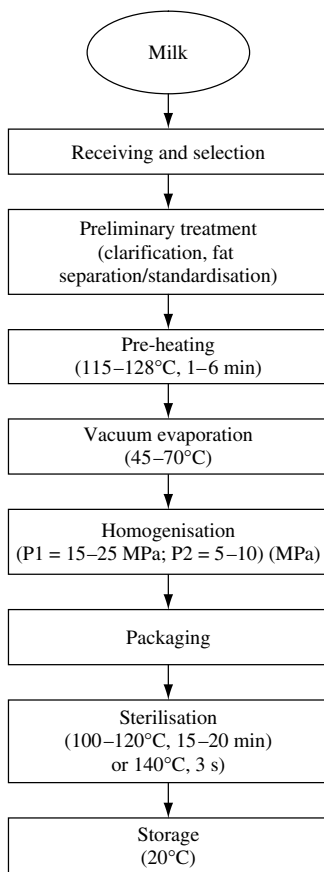 Milk
Receiving and selection
Preliminary treatment
(clarification, fat
separation/standardisation)
Pre-heating
(115–128°C, 1–6 min)
Vacuum evaporation
(45–70°C)
Homogenisation
(P1 = 15–25 MPa; P2 = 5–10) (MPa)
Packaging
Sterilisation
(100–120°C, 15–20 min)
or 140°C, 3 s)
Storage
(20°C)